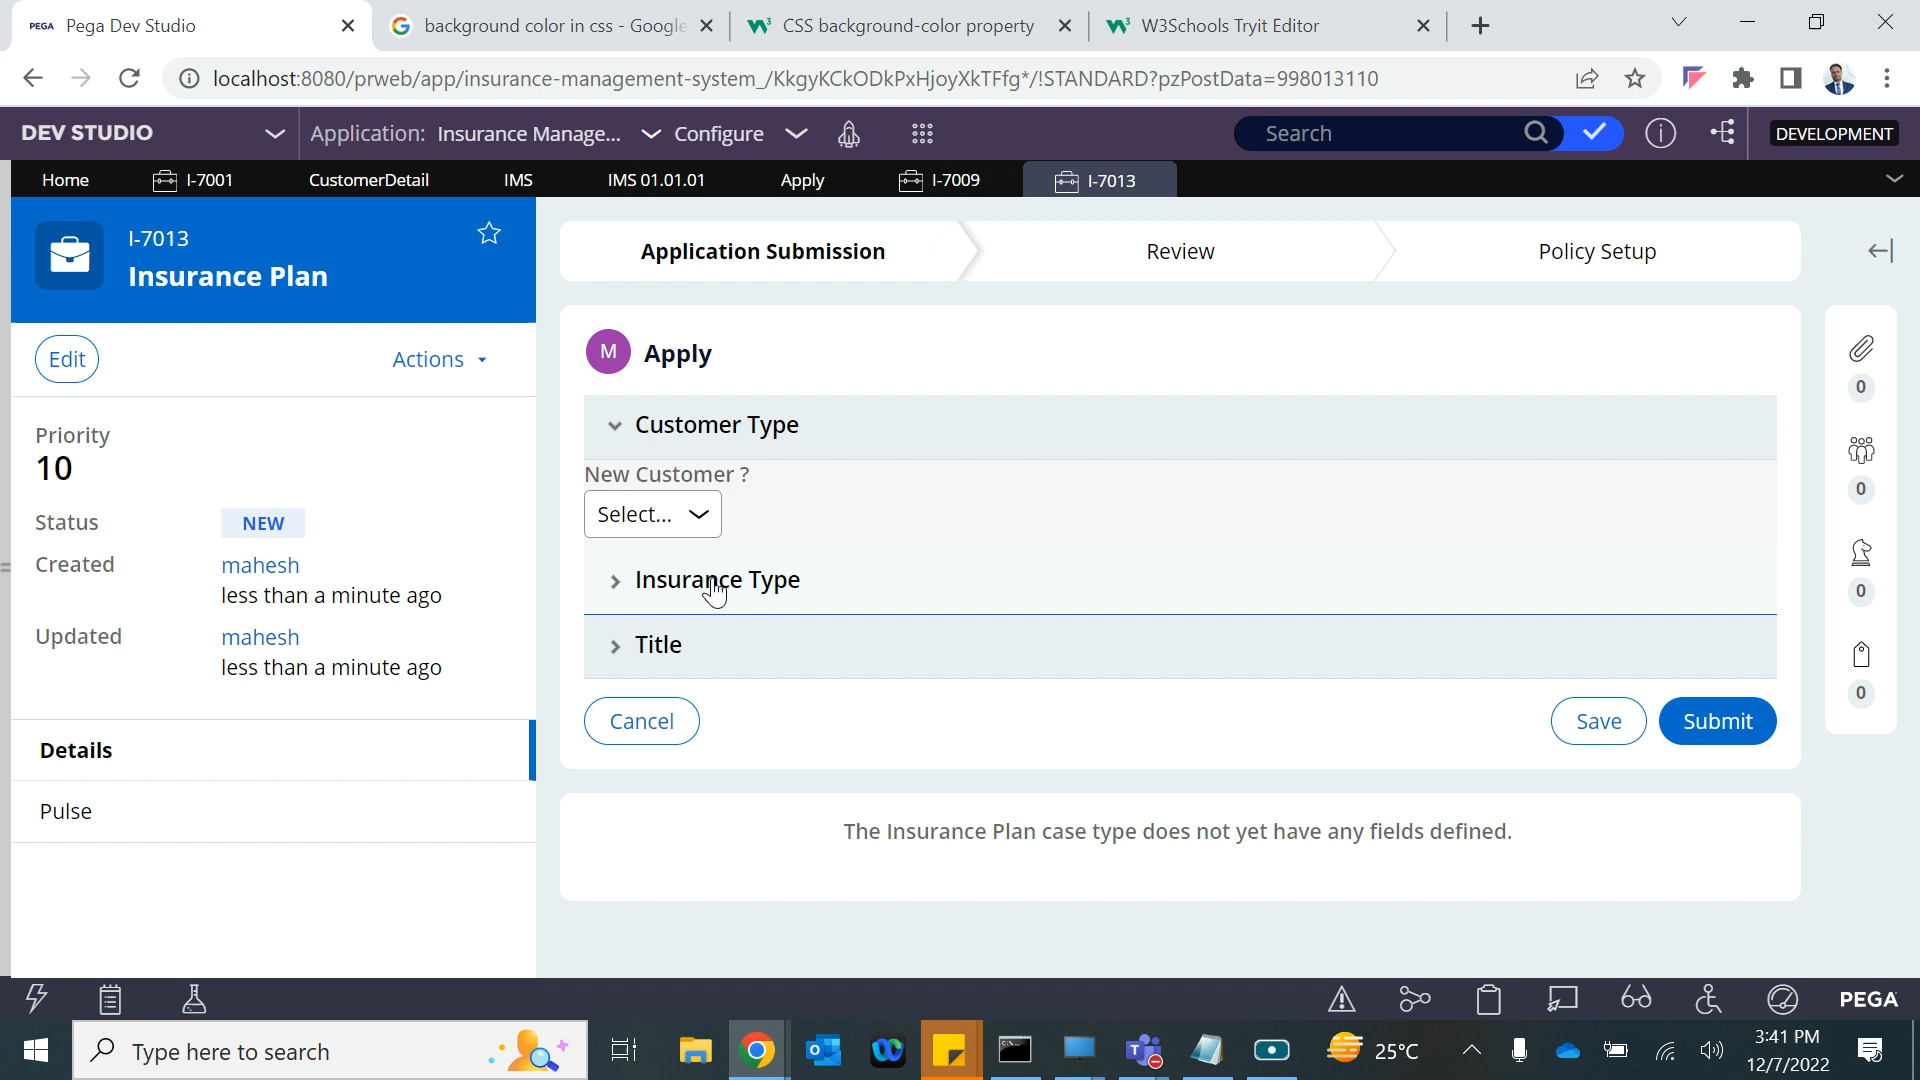 PEGA Pega Dev Studio
background color in css - Google
CSS background-color property
W3Schools Tryit Editor
localhost:8080/prweb/app/insurance-management-system_/KkgyKCkODkPxHjoyXkTFfg*/!STANDARD?pzPostData=998013110
DEV STUDIO
Application: Insurance Manage...
Configure
Search
DEVELOPMENT
Home
I-7001
CustomerDetail
IMS
IMS 01.01.01
Apply
I-7009
I-7013
I-7013
Insurance Plan
Edit
Actions
Priority
10
Status
NEW
Created
mahesh
less than a minute ago
Updated
mahesh
less than a minute ago
Details
Pulse
Application Submission
Review
Policy Setup
M
Apply
Customer Type
New Customer ?
Select...
Insurance Type
Title
Cancel
Save
Submit
The Insurance Plan case type does not yet have any fields defined.
0
0
0
0
PEGA
Type here to search
25°C
3:41 PM
12/7/2022